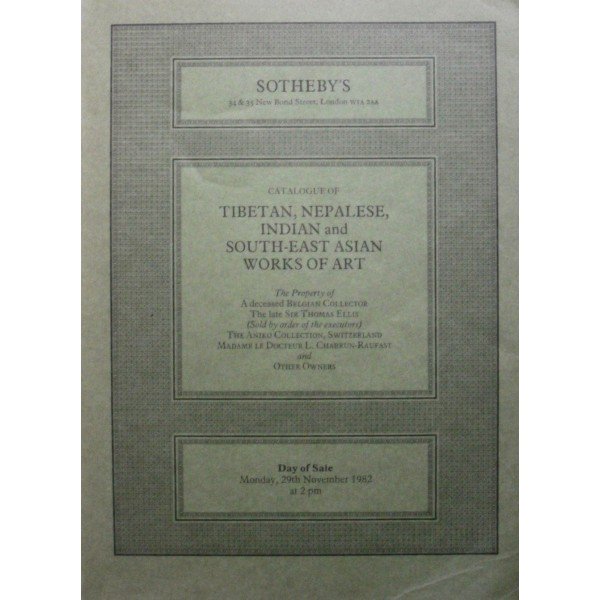 SOTHEBY'S
34 & 35 New Bond Street, London W1A 2AA
CATALOGUE OF
TIBETAN, NEPALESE,
INDIAN and
SOUTH-EAST ASIAN
WORKS OF ART
The Property of
A deceased BELGIAN COLLECTOR
The late SIR THOMAS ELLIS
(Sold by order of the executors)
THE ANIKO COLLECTION, SWITZERLAND
MADAME LE DOCTEUR L. CHABRUN-RAUFAST
and
OTHER OWNERS
Day of Sale
Monday, 29th November 1982
at 2 pm